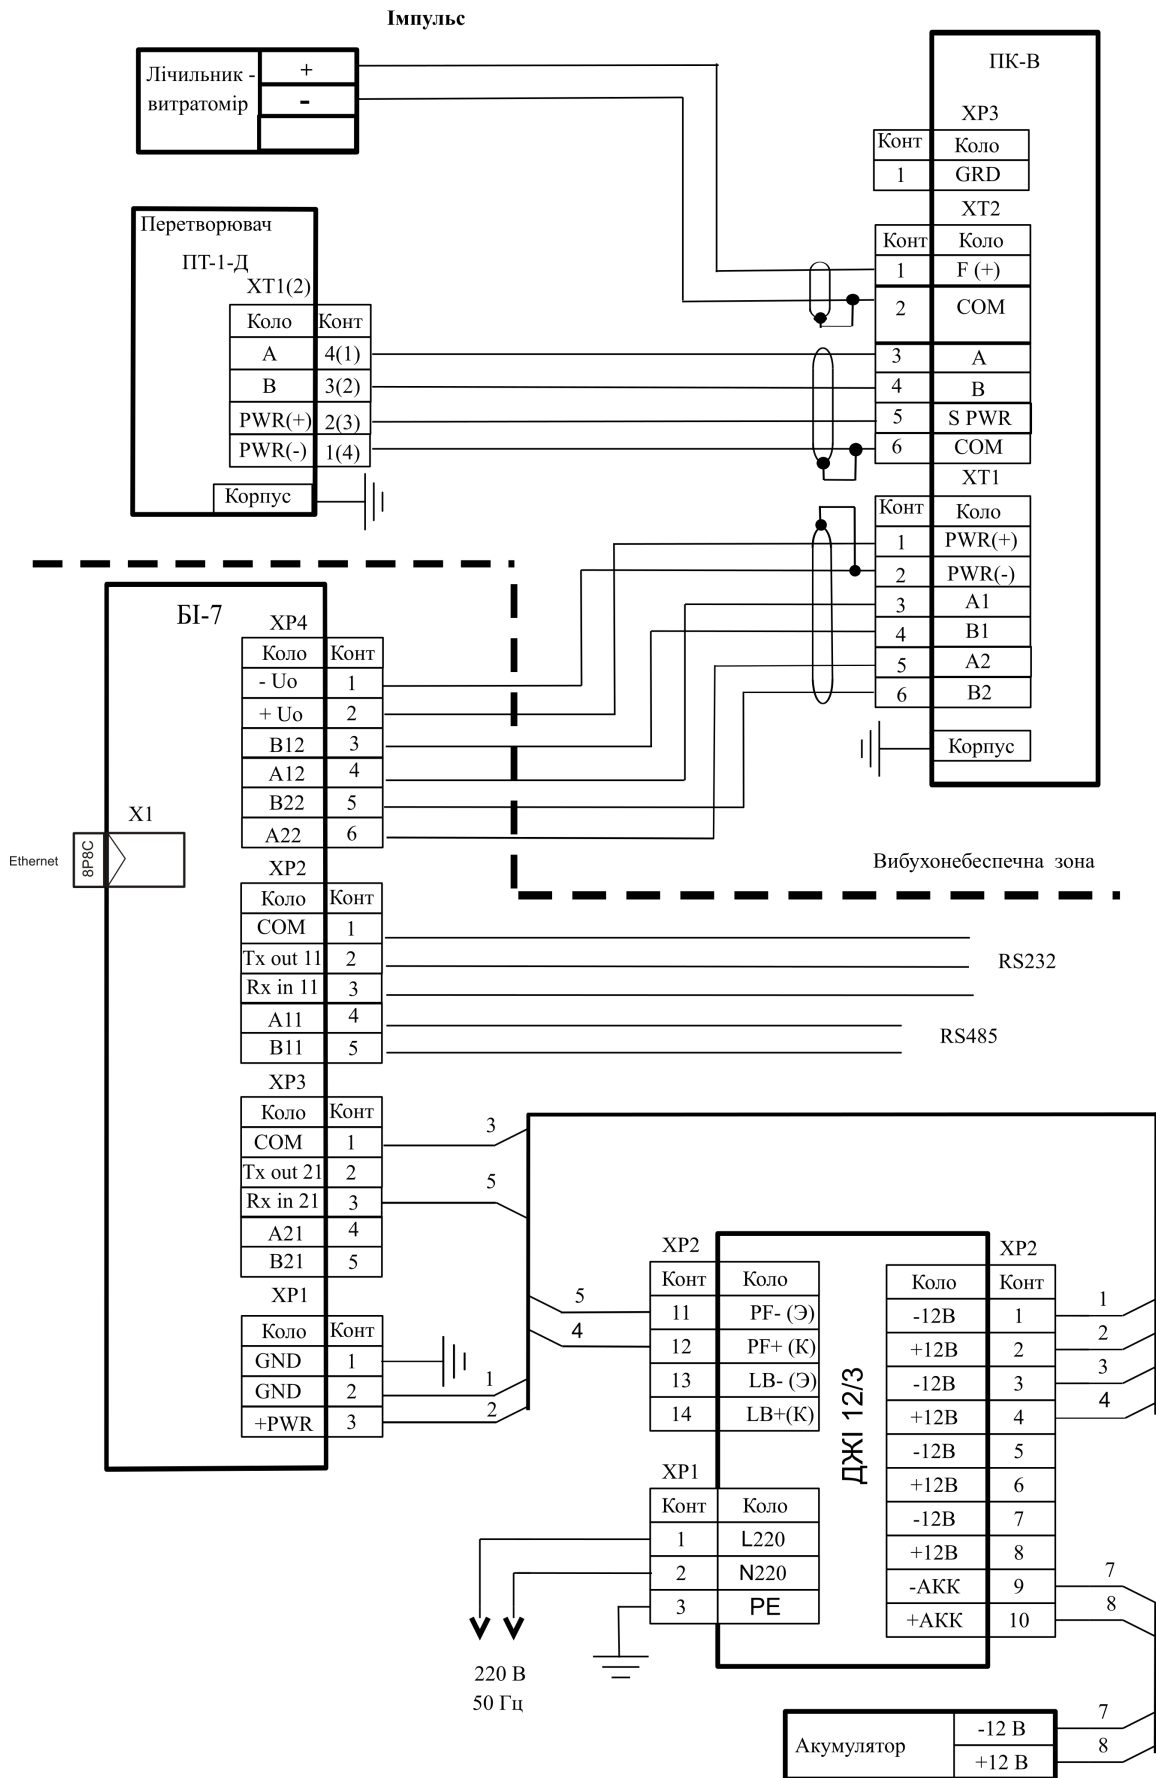 Імпульс
Лічильник - +
витратомір -
ПК-В
XP3
Конт Коло
1 GRD
XT2
Конт Коло
1 F (+)
2 COM
3 A
4 B
5 S PWR
6 COM
XT1
Конт Коло
1 PWR(+)
2 PWR(-)
3 A1
4 B1
5 A2
6 B2
Корпус
Перетворювач
ПТ-1-Д
XT1(2)
Коло Конт
A 4(1)
B 3(2)
PWR(+) 2(3)
PWR(-) 1(4)
Корпус
БІ-7
XP4
Коло Конт
- Uo 1
+ Uo 2
B12 3
A12 4
B22 5
A22 6
X1
Ethernet
8P8C
Вибухонебеспечна зона
XP2
Коло Конт
COM 1
Tx out 11 2
Rx in 11 3
A11 4
B11 5
RS232
RS485
XP3
Коло Конт
COM 1 3
Tx out 21 2
Rx in 21 3 5
A21 4
B21 5
XP1
Коло Конт
GND 1
GND 2 1
+PWR 3 2
ДЖІ 12/3
XP2
Конт Коло
5 11 PF- (Э)
4 12 PF+ (К)
13 LB- (Э)
14 LB+(К)
XP1
Конт Коло
1 L220
2 N220
3 PE
220 В
50 Гц
XP2
Коло Конт
-12В 1 1
+12В 2 2
-12В 3 3
+12В 4 4
-12В 5
+12В 6
-12В 7
+12В 8
-АКК 9 7
+АКК 10 8
Акумулятор
-12 В 7
+12 В 8